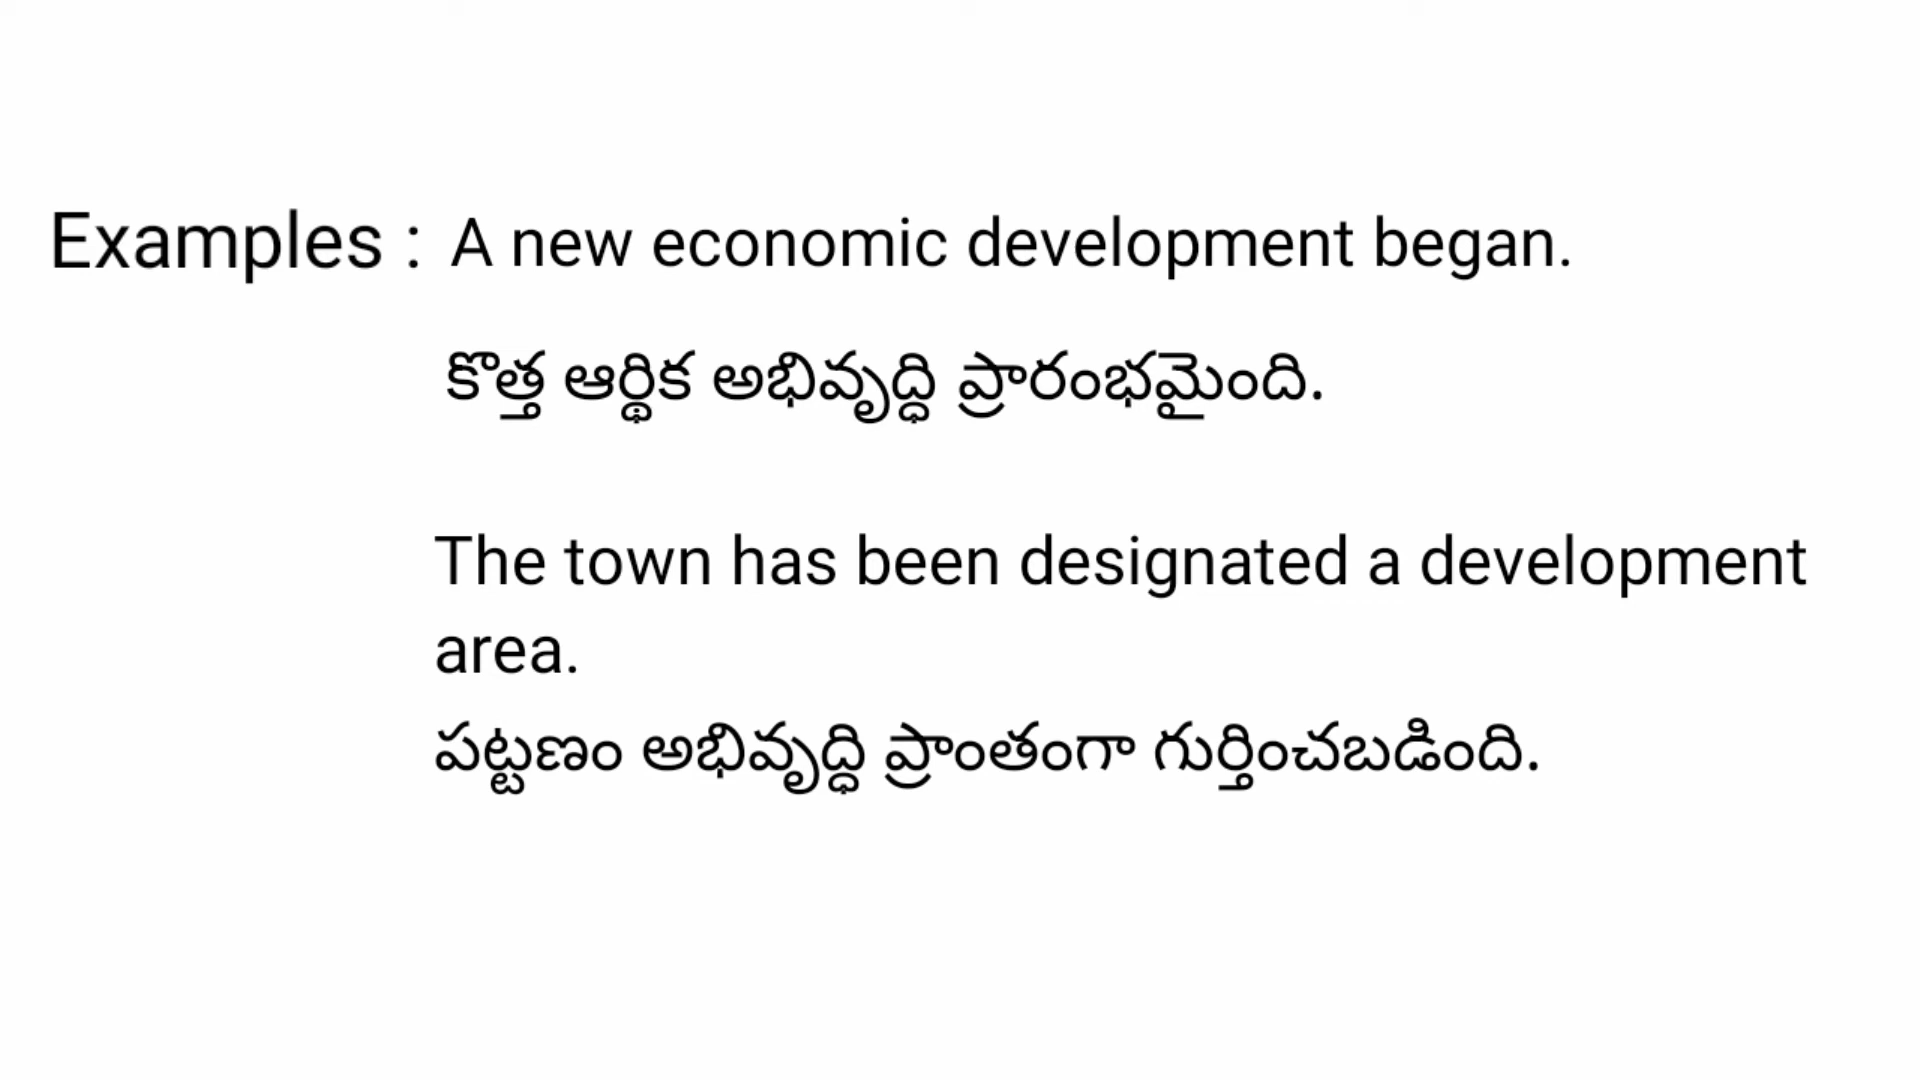 Examples : A new economic development began.
కొత్త ఆర్థిక అభివృద్ధి ప్రారంభమైంది.
The town has been designated a development
area.
పట్టణం అభివృద్ధి ప్రాంతంగా గుర్తించబడింది.